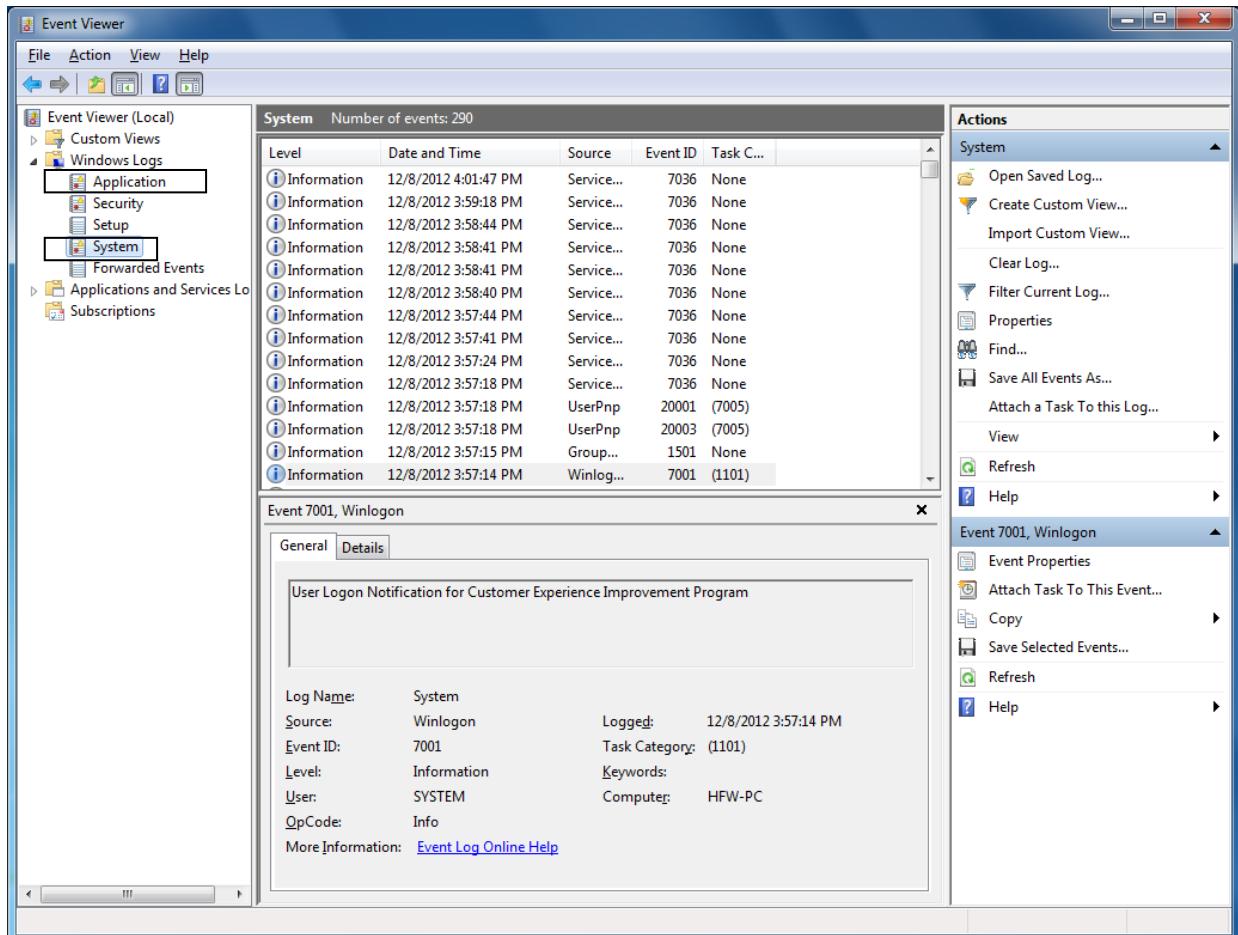 Event Viewer
File Action View Help
Event Viewer (Local)
Custom Views
Windows Logs
Application
Security
Setup
System
Forwarded Events
Applications and Services Lo
Subscriptions
System Number of events: 290
Level Date and Time Source Event ID Task C...
Information 12/8/2012 4:01:47 PM Service... 7036 None
Information 12/8/2012 3:59:18 PM Service... 7036 None
Information 12/8/2012 3:58:44 PM Service... 7036 None
Information 12/8/2012 3:58:41 PM Service... 7036 None
Information 12/8/2012 3:58:41 PM Service... 7036 None
Information 12/8/2012 3:58:40 PM Service... 7036 None
Information 12/8/2012 3:57:44 PM Service... 7036 None
Information 12/8/2012 3:57:41 PM Service... 7036 None
Information 12/8/2012 3:57:24 PM Service... 7036 None
Information 12/8/2012 3:57:18 PM Service... 7036 None
Information 12/8/2012 3:57:18 PM UserPnp 20001 (7005)
Information 12/8/2012 3:57:18 PM UserPnp 20003 (7005)
Information 12/8/2012 3:57:15 PM Group... 1501 None
Information 12/8/2012 3:57:14 PM Winlog... 7001 (1101)
Event 7001, Winlogon
General Details
User Logon Notification for Customer Experience Improvement Program
Log Name: System
Source: Winlogon Logged: 12/8/2012 3:57:14 PM
Event ID: 7001 Task Category: (1101)
Level: Information Keywords:
User: SYSTEM Computer: HFW-PC
OpCode: Info
More Information: Event Log Online Help
Actions
System
Open Saved Log...
Create Custom View...
Import Custom View...
Clear Log...
Filter Current Log...
Properties
Find...
Save All Events As...
Attach a Task To this Log...
View
Refresh
Help
Event 7001, Winlogon
Event Properties
Attach Task To This Event...
Copy
Save Selected Events...
Refresh
Help